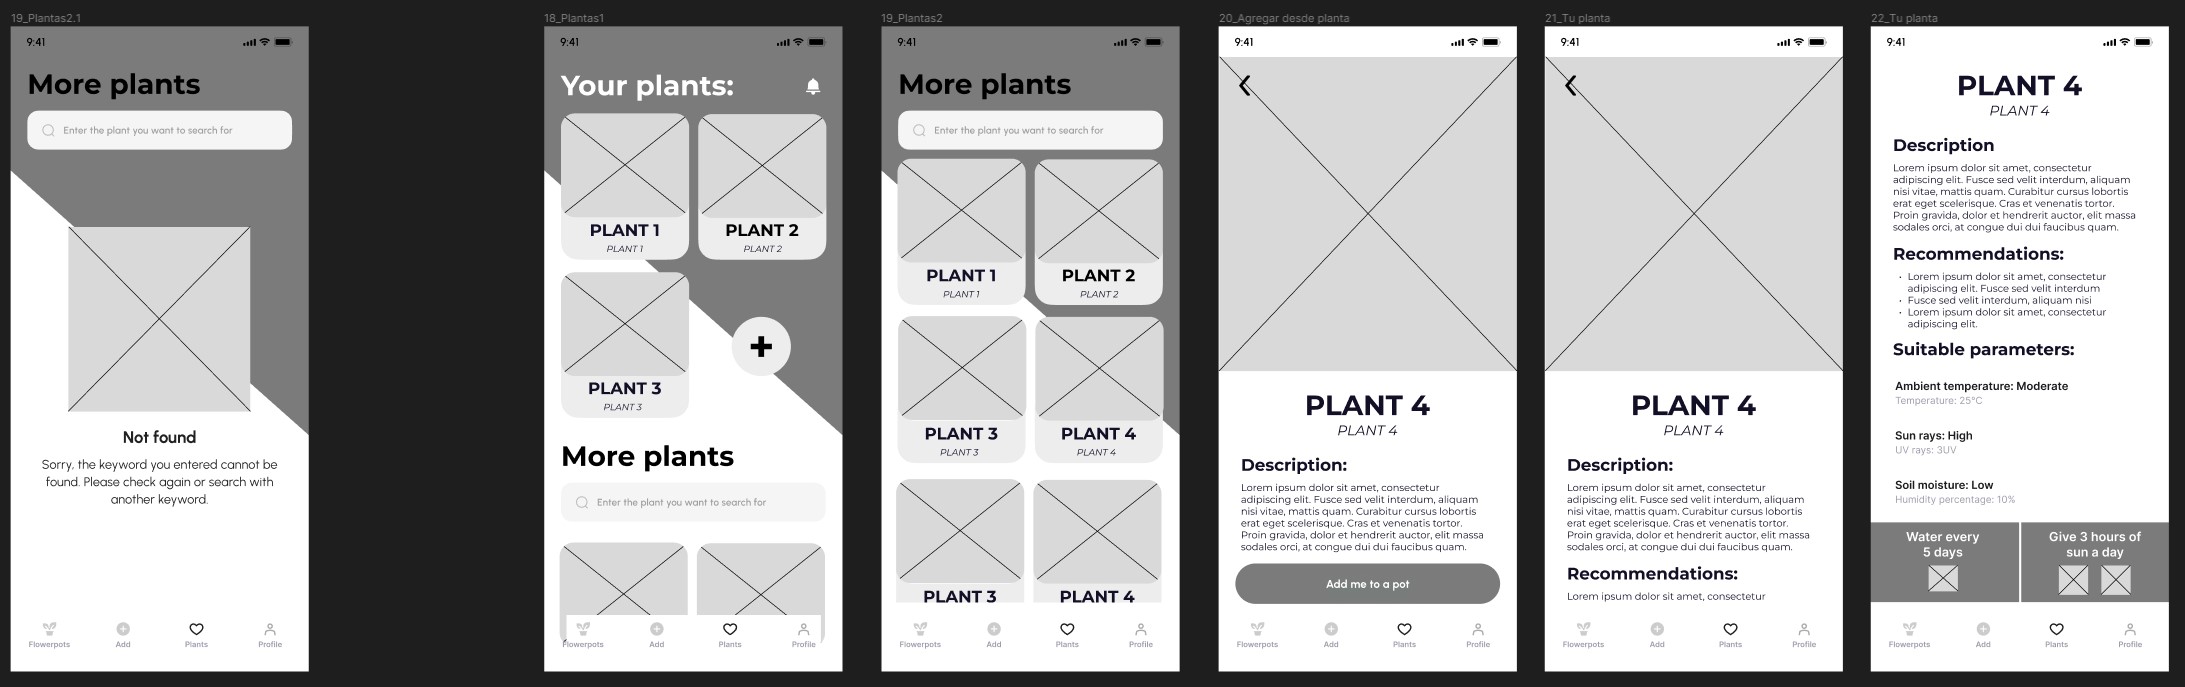 19_Plantas2.1
9:41
More plants
Enter the plant you want to search for
Not found
Sorry, the keyword you entered cannot be
found. Please check again or search with
another keyword.
Flowerpots
Add
Plants
Profile
18_Plantas1
9:41
Your plants:
PLANT 1
PLANT 1
PLANT 2
PLANT 2
PLANT 3
PLANT 3
More plants
Enter the plant you want to search for
Flowerpots
Add
Plants
Profile
19_Plantas2
9:41
More plants
Enter the plant you want to search for
PLANT 1
PLANT 1
PLANT 2
PLANT 2
PLANT 3
PLANT 3
PLANT 4
PLANT 4
PLANT 3
PLANT 4
Flowerpots
Add
Plants
Profile
20_Agregar desde planta
9:41
PLANT 4
PLANT 4
Description:
Lorem ipsum dolor sit amet, consectetur
adipiscing elit. Fusce sed velit interdum, aliquam
nisi vitae, mattis quam. Curabitur cursus lobortis
erat eget scelerisque. Cras et venenatis tortor.
Proin gravida, dolor et hendrerit auctor, elit massa
sodales orci, at congue dui dui faucibus quam.
Add me to a pot
Flowerpots
Add
Plants
Profile
21_Tu planta
9:41
PLANT 4
PLANT 4
Description:
Lorem ipsum dolor sit amet, consectetur
adipiscing elit. Fusce sed velit interdum, aliquam
nisi vitae, mattis quam. Curabitur cursus lobortis
erat eget scelerisque. Cras et venenatis tortor.
Proin gravida, dolor et hendrerit auctor, elit massa
sodales orci, at congue dui dui faucibus quam.
Recommendations:
Lorem ipsum dolor sit amet, consectetur
Flowerpots
Add
Plants
Profile
22_Tu planta
9:41
PLANT 4
PLANT 4
Description
Lorem ipsum dolor sit amet, consectetur
adipiscing elit. Fusce sed velit interdum, aliquam
nisi vitae, mattis quam. Curabitur cursus lobortis
erat eget scelerisque. Cras et venenatis tortor.
Proin gravida, dolor et hendrerit auctor, elit massa
sodales orci, at congue dui dui faucibus quam.
Recommendations:
• Lorem ipsum dolor sit amet, consectetur
adipiscing elit. Fusce sed velit interdum
• Fusce sed velit interdum, aliquam nisi
• Lorem ipsum dolor sit amet, consectetur
adipiscing elit.
Suitable parameters:
Ambient temperature: Moderate
Temperature: 25°C
Sun rays: High
UV rays: 3UV
Soil moisture: Low
Humidity percentage: 10%
Water every
5 days
Give 3 hours of
sun a day
Flowerpots
Add
Plants
Profile